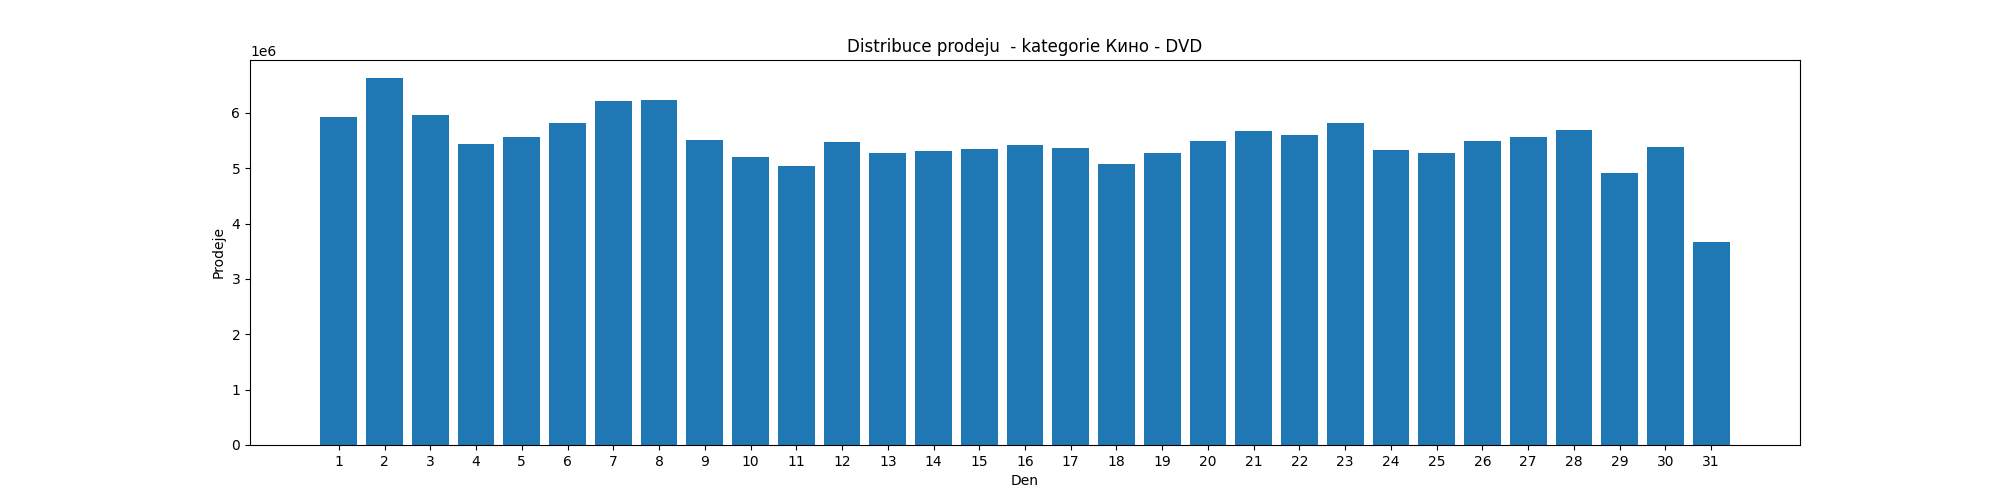 Distribuce prodeju  - kategorie Кино - DVD
1e6
6
5
4
3
2
1
0
Prodeje
1 2 3 4 5 6 7 8 9 10 11 12 13 14 15 16 17 18 19 20 21 22 23 24 25 26 27 28 29 30 31
Den